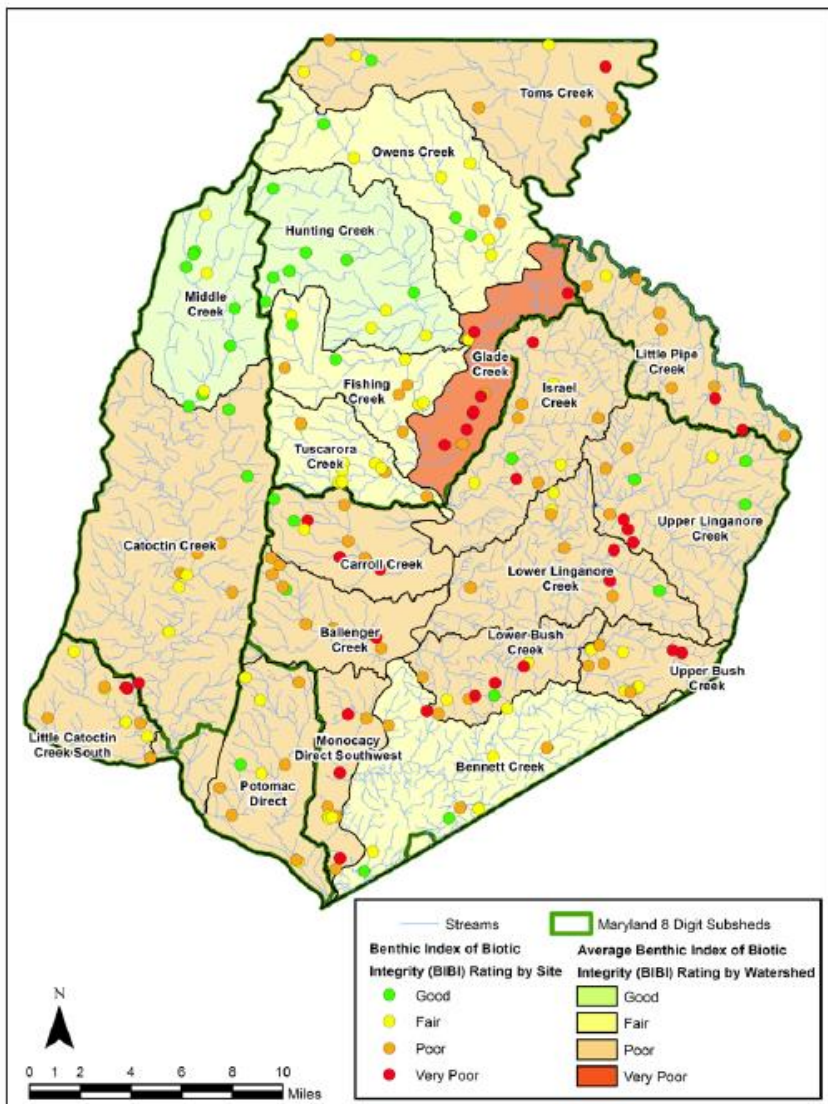 Toms Creek
Owens Creek
Hunting Creek
Middle
Creek
Glade
Creek
Little Pipe
Creek
Israel
Creek
Fishing
Creek
Tuscarora
Creek
Upper Linganore
Creek
Catoctin Creek
Carroll Creek
Lower Linganore
Creek
Ballenger
Creek
Lower Bush
Creek
Upper Bush
Creek
Little Catoctin
Creek South
Monocacy
Direct Southwest
Bennett Creek
Potomac
Direct
Streams
Maryland 8 Digit Subsheds
Benthic Index of Biotic
Integrity (BIBI) Rating by Site
Good
Fair
Poor
Very Poor
Average Benthic Index of Biotic
Integrity (BIBI) Rating by Watershed
Good
Fair
Poor
Very Poor
N
0 1 2 4 6 8 10
Miles